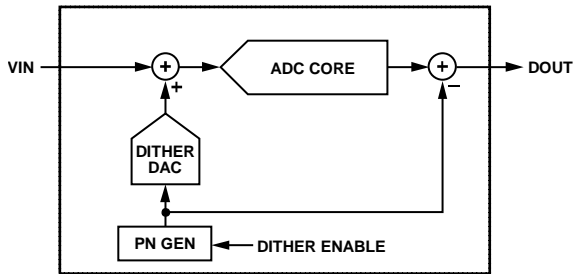 VIN
+
+
ADC CORE
+
–
DOUT
DITHER
DAC
PN GEN
DITHER ENABLE